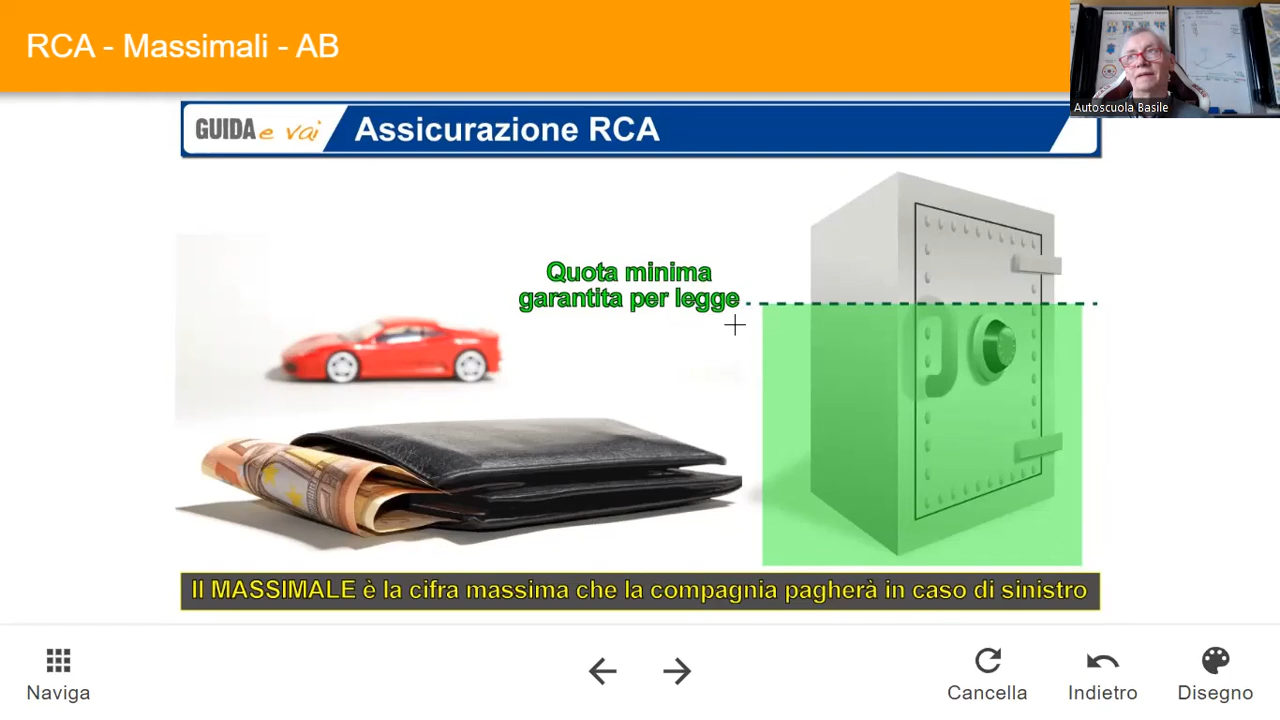 RCA - Massimali - AB
Autoscuola Basile
GUIDA e vai
Assicurazione RCA
Quota minima
garantita per legge
Il MASSIMALE è la cifra massima che la compagnia pagherà in caso di sinistro
Naviga
Cancella
Indietro
Disegno